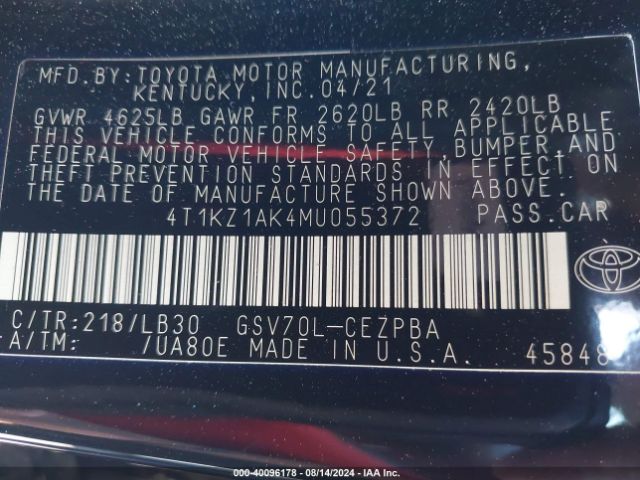 MFD. BY: TOYOTA MOTOR MANUFACTURING,
KENTUCKY, INC. 04/21
GVWR 4625LB GAWR FR 2620LB RR 2420LB
THIS VEHICLE CONFORMS TO ALL APPLICABLE
FEDERAL MOTOR VEHICLE SAFETY, BUMPER, AND
THEFT PREVENTION STANDARDS IN EFFECT ON
THE DATE OF MANUFACTURE SHOWN ABOVE.
4T1KZ1AK4MU055372 PASS. CAR
C/TR: 218/LB30 GSV70L-CEZPBA
A/TM: /UA80E MADE IN U.S.A. 45848
000-40096178 - 08/14/2024 - IAA Inc.